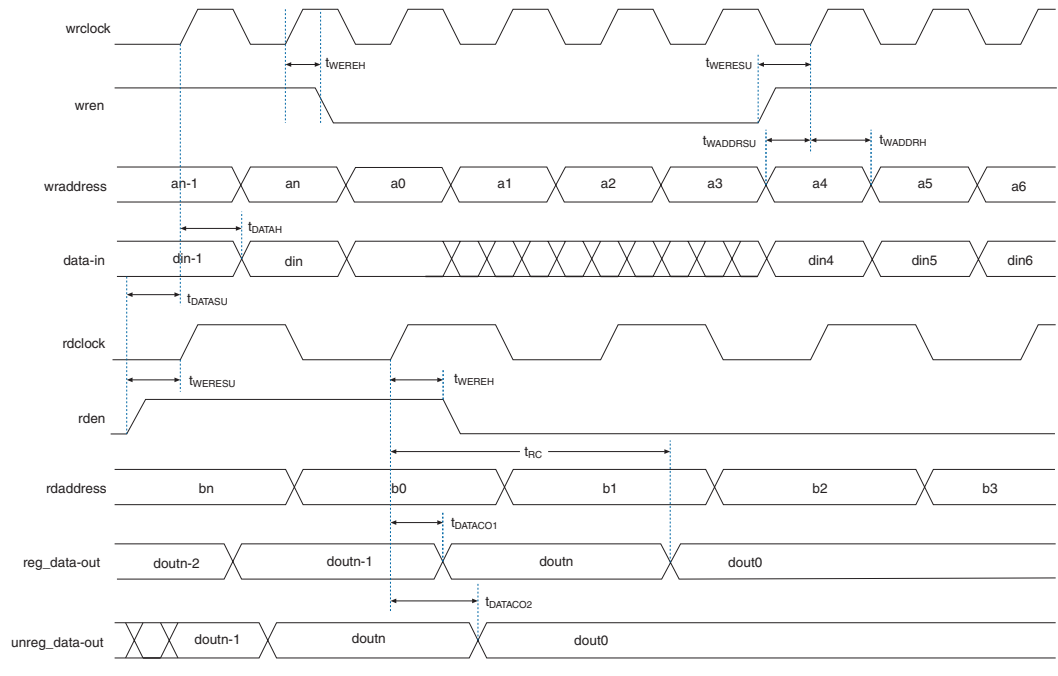 wrclock
tWEREH tWERESU
wren
tWADDRSU tWADDRH
wraddress an-1 an a0 a1 a2 a3 a4 a5 a6
tDATAH
data-in din-1 din din4 din5 din6
tDATASU
rdclock
tWERESU tWEREH
rden
tRC
rdaddress bn b0 b1 b2 b3
tDATACO1
reg_data-out doutn-2 doutn-1 doutn dout0
tDATACO2
unreg_data-out doutn-1 doutn dout0